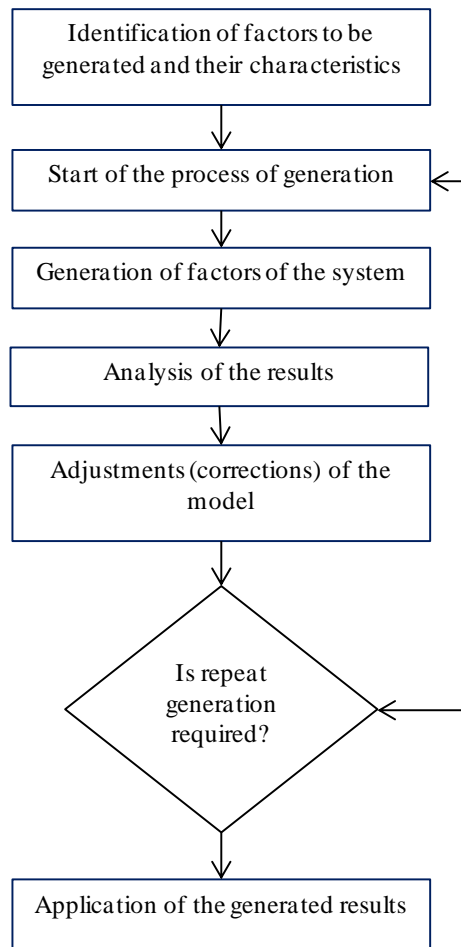 Identification of factors to be
generated and their characteristics
Start of the process of generation
Generation of factors of the system
Analysis of the results
Adjustments (corrections) of the
model
Is repeat
generation
required?
Application of the generated results